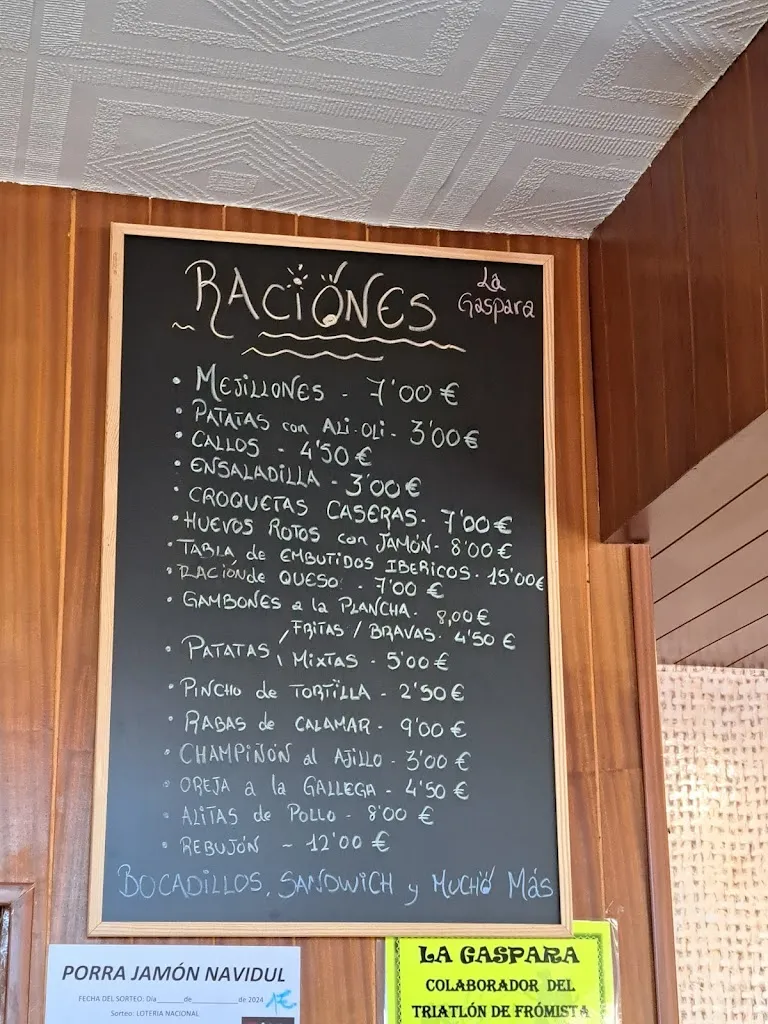 RACIONES
La
Gaspara
• MEJILLONES - 7'00 €
• PATATAS con ALI-OLI - 3'00 €
• CALLOS - 4'50 €
• ENSALADILLA - 3'00 €
• CROQUETAS CASERAS - 7'00 €
• HUEVOS ROTOS con JAMÓN - 8'00 €
• TABLA de EMBUTIDOS IBERICOS - 15'00€
• RACIÓN de QUESO - 7'00 €
• GAMBONES a la PLANCHA - 8,00 €
• PATATAS / FRITAS / BRAVAS - 4'50 €
\ MIXTAS - 5'00 €
• PINCHO de TORTILLA - 2'50 €
• RABAS de CALAMAR - 9'00 €
• CHAMPIÑÓN al AJILLO - 3'00 €
• OREJA a la GALLEGA - 4'50 €
• ALITAS de POLLO - 8'00 €
• REBUJÓN - 12'00 €
BOCADILLOS, SANDWICH y MUCHO MÁS
PORRA JAMÓN NAVIDUL
FECHA DEL SORTEO: Día______de__________de 2024 1€
Sorteo: LOTERIA NACIONAL
LA GASPARA
COLABORADOR DEL
TRIATLÓN DE FRÓMISTA